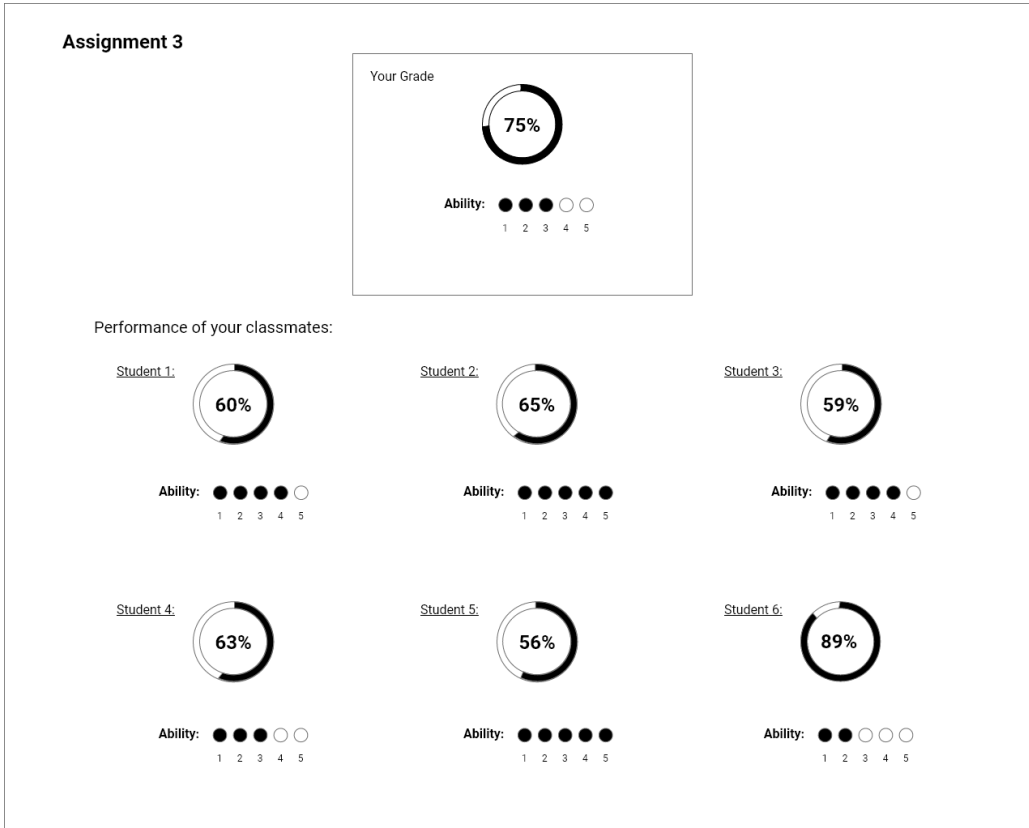 Assignment 3
Your Grade
75%
Ability:
1 2 3 4 5
Performance of your classmates:
Student 1:
60%
Ability:
1 2 3 4 5
Student 2:
65%
Ability:
1 2 3 4 5
Student 3:
59%
Ability:
1 2 3 4 5
Student 4:
63%
Ability:
1 2 3 4 5
Student 5:
56%
Ability:
1 2 3 4 5
Student 6:
89%
Ability:
1 2 3 4 5